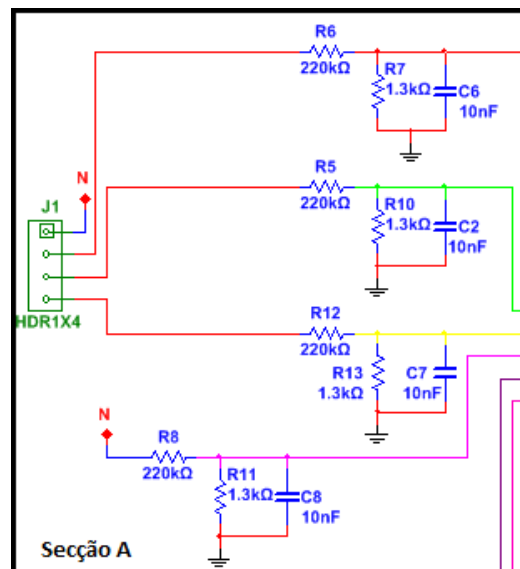 R6
220kΩ
R7
1.3kΩ
C6
10nF
N
J1
HDR1X4
R5
220kΩ
R10
1.3kΩ
C2
10nF
R12
220kΩ
R13
1.3kΩ
C7
10nF
N
R8
220kΩ
R11
1.3kΩ
C8
10nF
Secção A